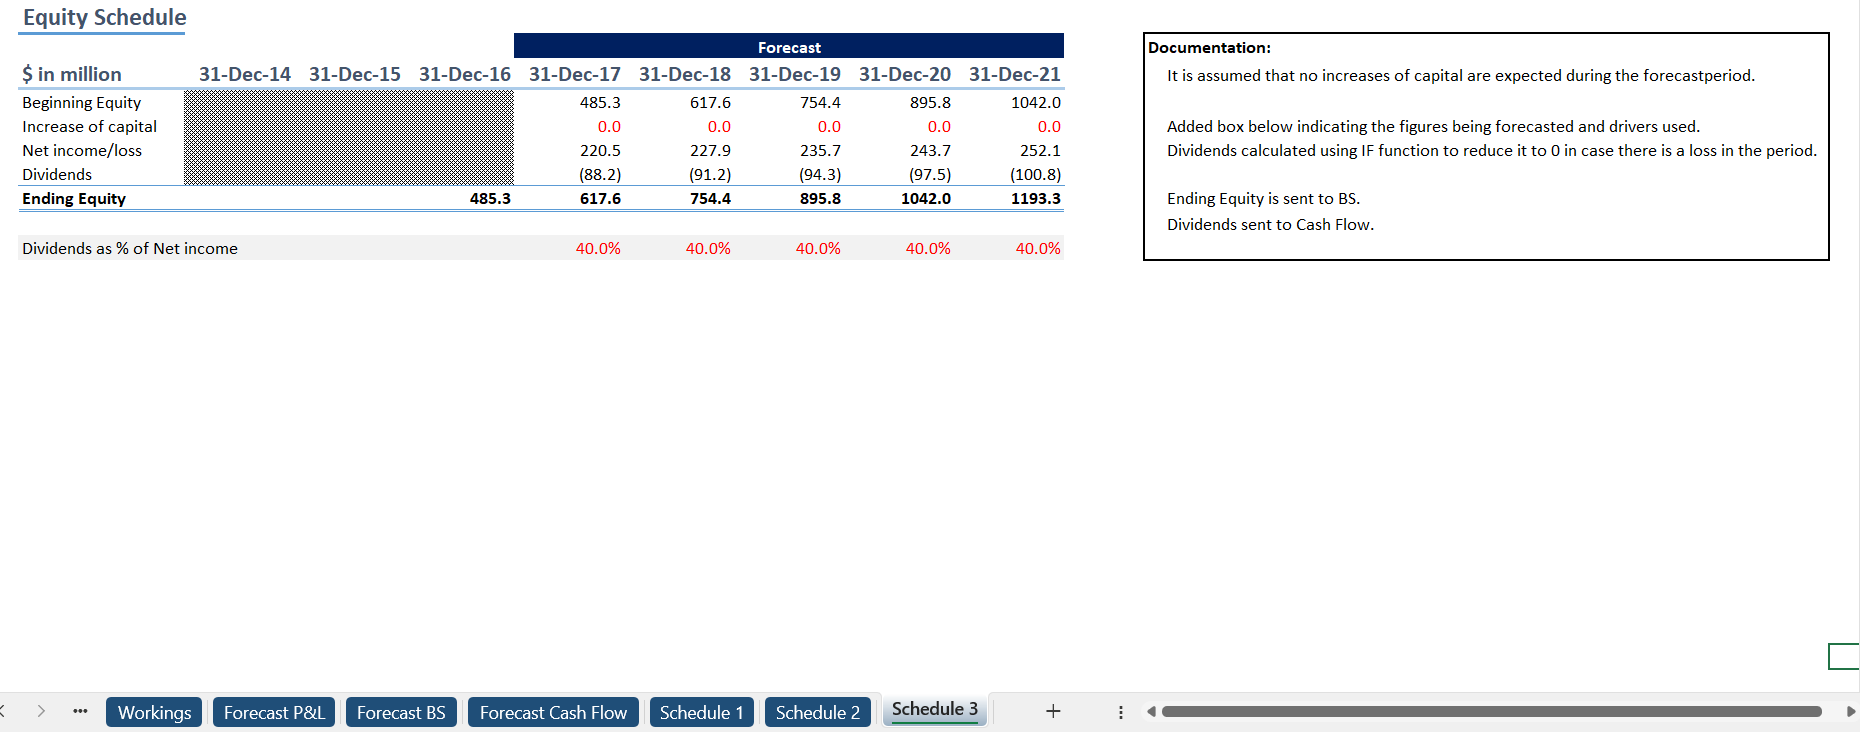 Equity Schedule
Forecast
$ in million 31-Dec-14 31-Dec-15 31-Dec-16 31-Dec-17 31-Dec-18 31-Dec-19 31-Dec-20 31-Dec-21
Beginning Equity 485.3 617.6 754.4 895.8 1042.0
Increase of capital 0.0 0.0 0.0 0.0 0.0
Net income/loss 220.5 227.9 235.7 243.7 252.1
Dividends (88.2) (91.2) (94.3) (97.5) (100.8)
Ending Equity 485.3 617.6 754.4 895.8 1042.0 1193.3
Dividends as % of Net income 40.0% 40.0% 40.0% 40.0% 40.0%
Documentation:
It is assumed that no increases of capital are expected during the forecastperiod.
Added box below indicating the figures being forecasted and drivers used.
Dividends calculated using IF function to reduce it to 0 in case there is a loss in the period.
Ending Equity is sent to BS.
Dividends sent to Cash Flow.
Workings Forecast P&L Forecast BS Forecast Cash Flow Schedule 1 Schedule 2 Schedule 3